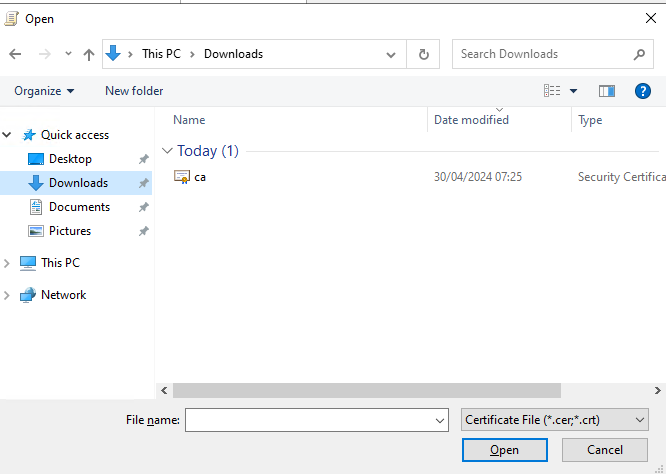 Open
This PC > Downloads
Search Downloads
Organize
New folder
Name
Date modified
Type
Quick access
Desktop
Downloads
Documents
Pictures
This PC
Network
Today (1)
ca
30/04/2024 07:25
Security Certifica
File name:
Certificate File (*.cer;*.crt)
Open
Cancel